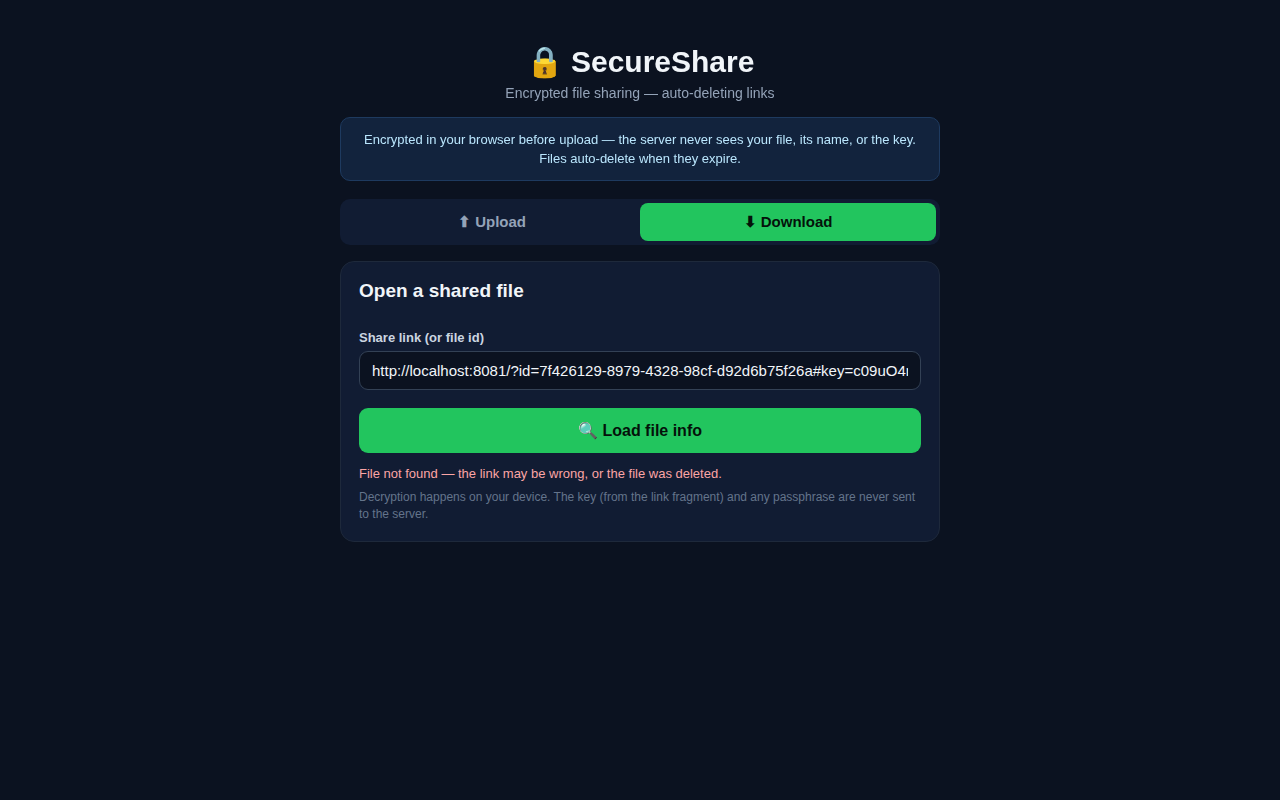 🔒 SecureShare
Encrypted file sharing — auto-deleting links
Encrypted in your browser before upload — the server never sees your file, its name, or the key.
Files auto-delete when they expire.
⬆ Upload
⬇ Download
Open a shared file
Share link (or file id)
http://localhost:8081/?id=7f426129-8979-4328-98cf-d92d6b75f26a#key=c09uO4
🔍 Load file info
File not found — the link may be wrong, or the file was deleted.
Decryption happens on your device. The key (from the link fragment) and any passphrase are never sent
to the server.